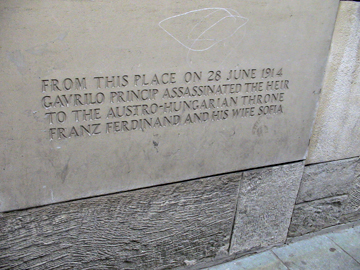 FROM THIS PLACE ON 28 JUNE 1914
GAVRILO PRINCIP ASSASSINATED THE HEIR
TO THE AUSTRO-HUNGARIAN THRONE
FRANZ FERDINAND AND HIS WIFE SOFIA